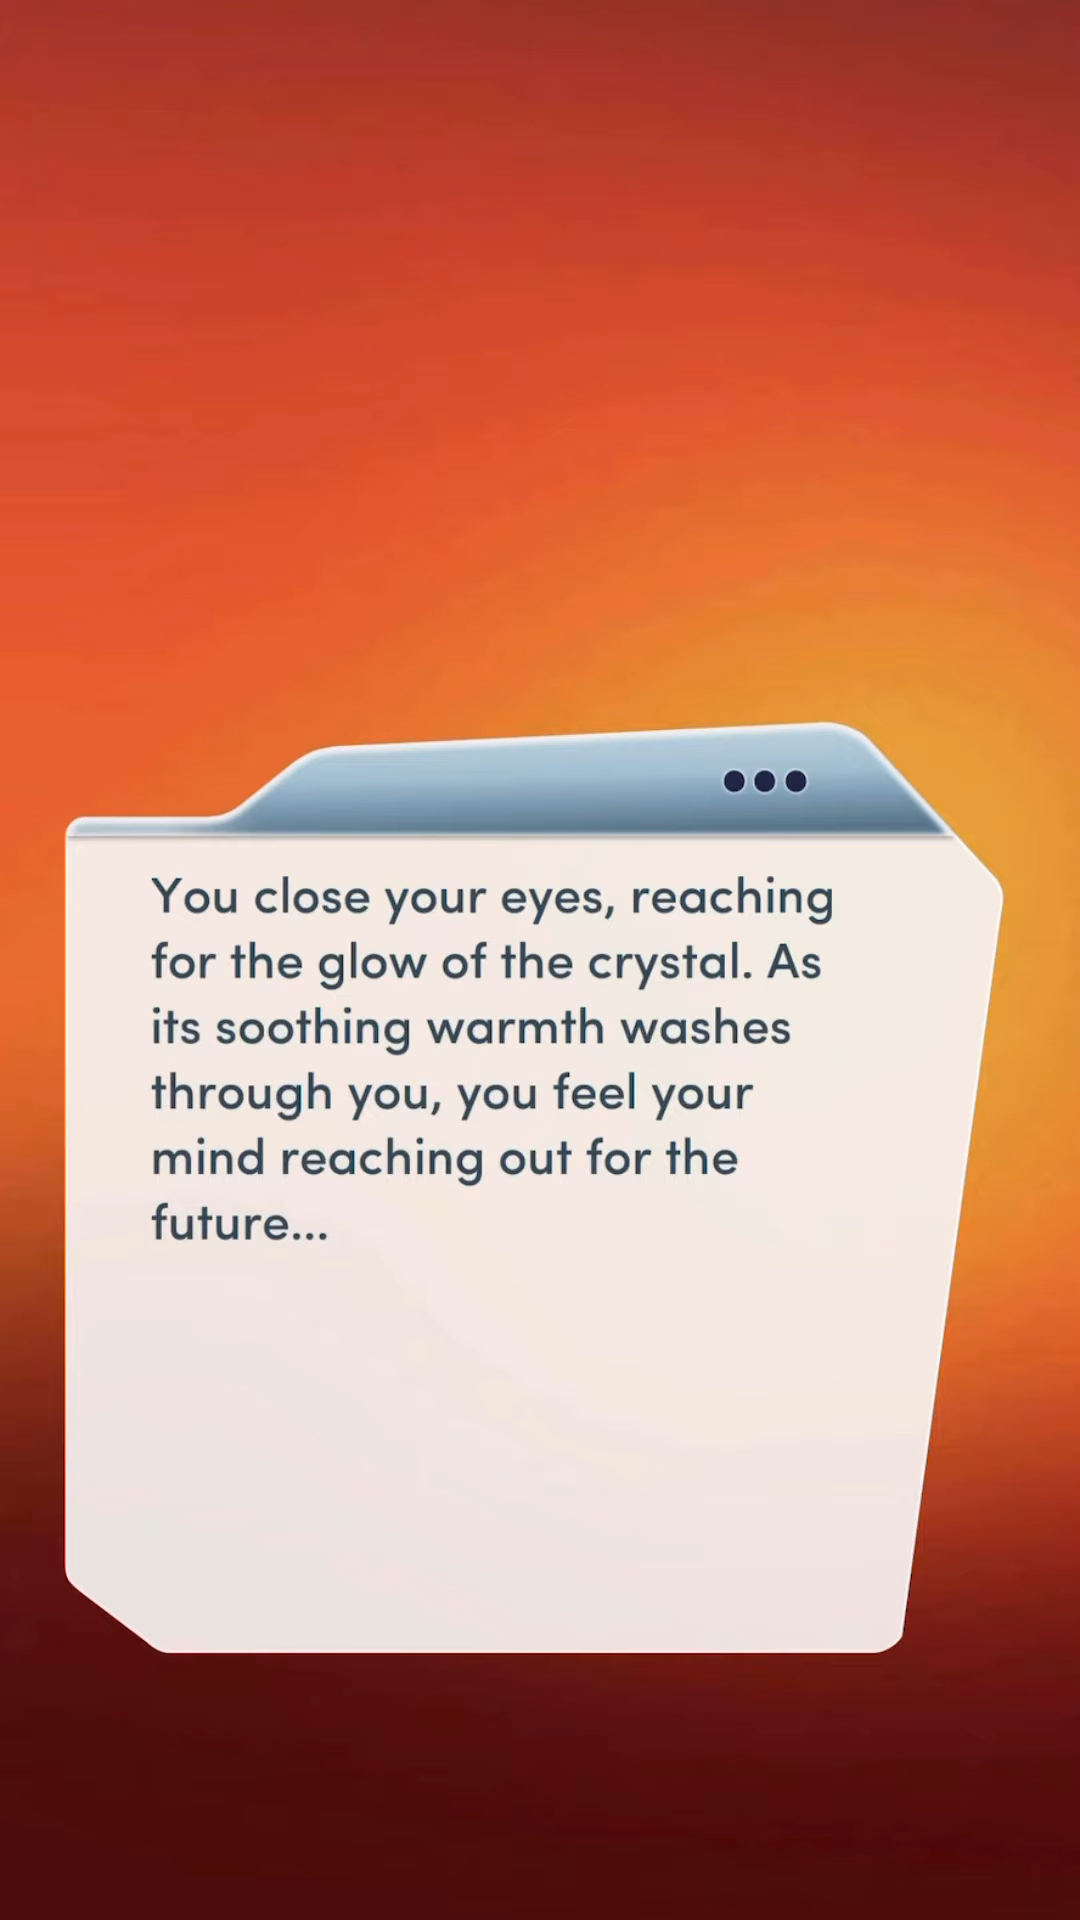 You close your eyes, reaching
for the glow of the crystal. As
its soothing warmth washes
through you, you feel your
mind reaching out for the
future...